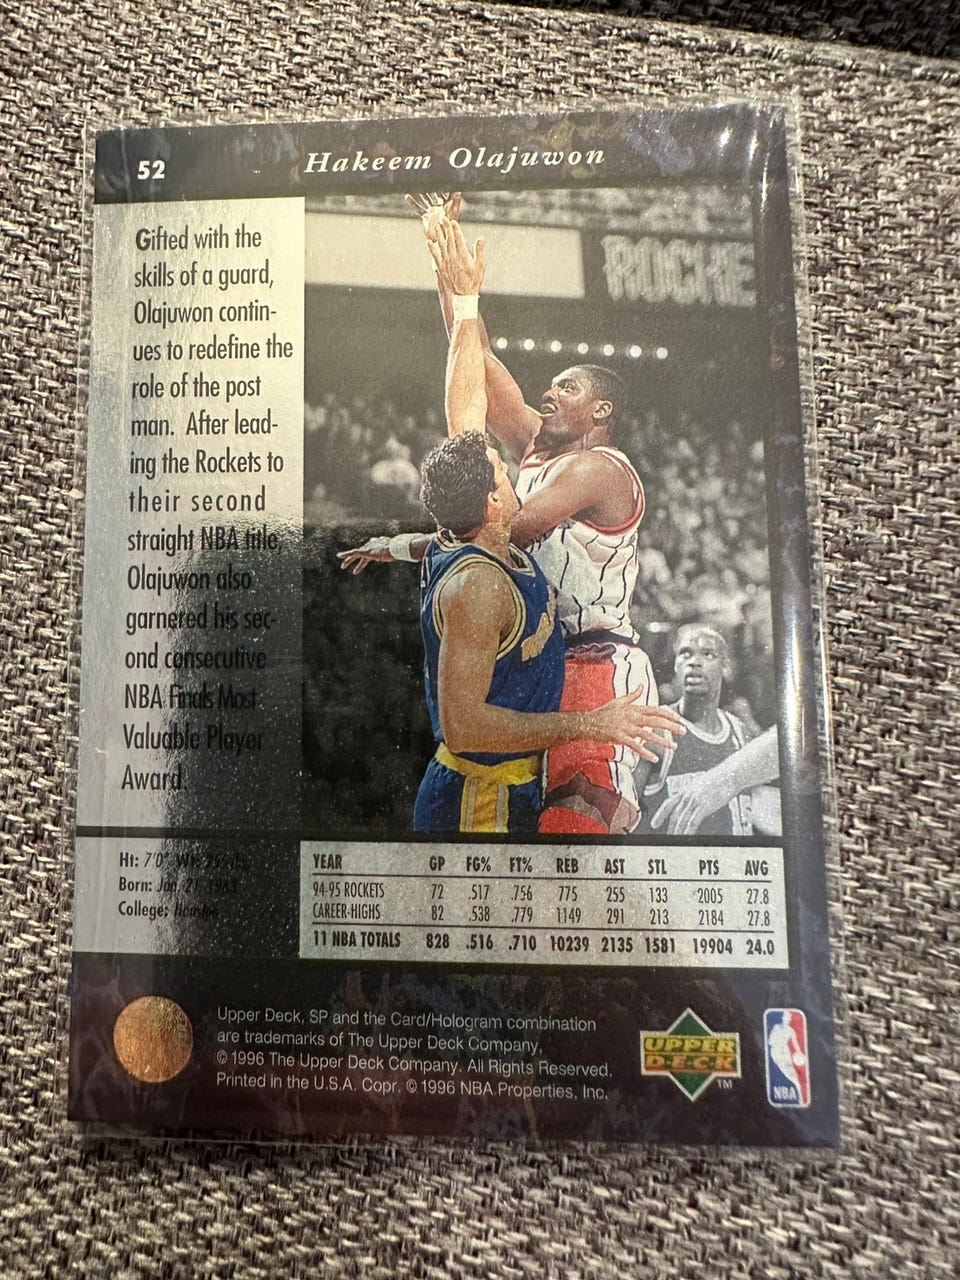 52
Hakeem Olajuwon
ROCKE
Gifted with the
skills of a guard,
Olajuwon contin-
ues to redefine the
role of the post
man. After lead-
ing the Rockets to
their second
straight NBA title,
Olajuwon also
garnered his sec-
ond consecutive
NBA Finals Most
Valuable Player
Award.
Ht: 7'0"
Born: Jan. 21, 1963
College: Houston
YEAR GP FG% FT% REB AST STL PTS AVG
94-95 ROCKETS 72 .517 .756 775 255 133 2005 27.8
CAREER-HIGHS 82 .538 .779 1149 291 213 2184 27.8
11 NBA TOTALS 828 .516 .710 10239 2135 1581 19904 24.0
Upper Deck, SP and the Card/Hologram combination
are trademarks of The Upper Deck Company.
© 1996 The Upper Deck Company. All Rights Reserved.
Printed in the U.S.A. Copr. © 1996 NBA Properties, Inc.
UPPER
DECK
TM
NBA